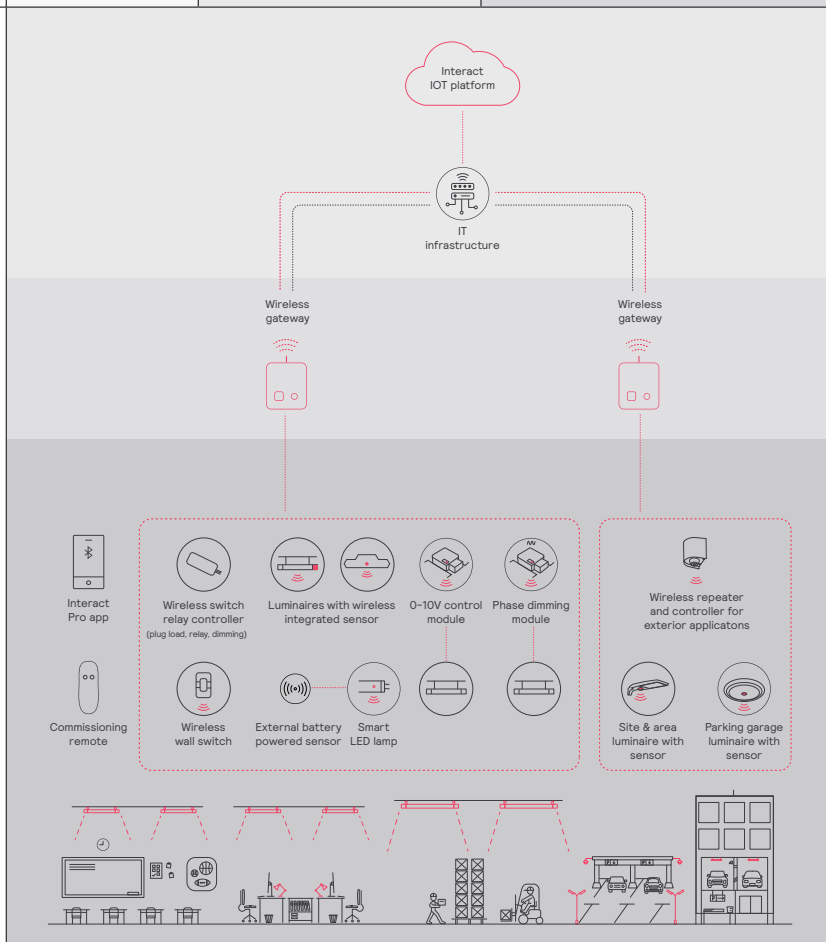 Interact
IOT platform
IT
infrastructure
Wireless
gateway
Wireless
gateway
Interact
Pro app
Wireless switch
relay controller
(plug load, relay, dimming)
Luminaires with wireless
integrated sensor
0-10V control
module
Phase dimming
module
Wireless repeater
and controller for
exterior applicatons
Commissioning
remote
Wireless
wall switch
External battery
powered sensor
Smart
LED lamp
Site & area
luminaire with
sensor
Parking garage
luminaire with
sensor